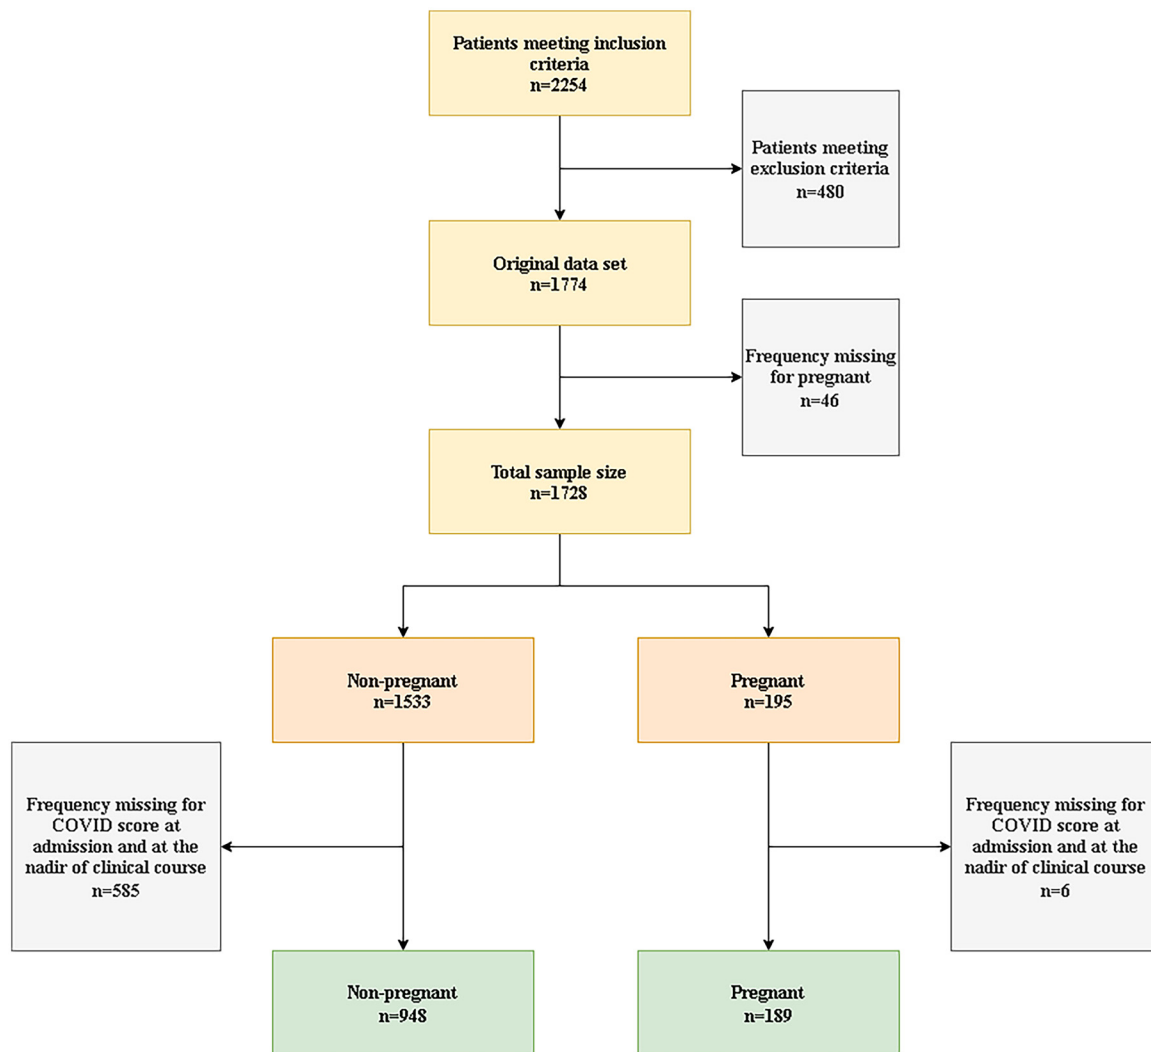 Patients meeting inclusion
criteria
n=2254
Patients meeting
exclusion criteria
n=480
Original data set
n=1774
Frequency missing
for pregnant
n=46
Total sample size
n=1728
Non-pregnant
n=1533
Pregnant
n=195
Frequency missing for
COVID score at
admission and at the
nadir of clinical course
n=585
Frequency missing for
COVID score at
admission and at the
nadir of clinical course
n=6
Non-pregnant
n=948
Pregnant
n=189